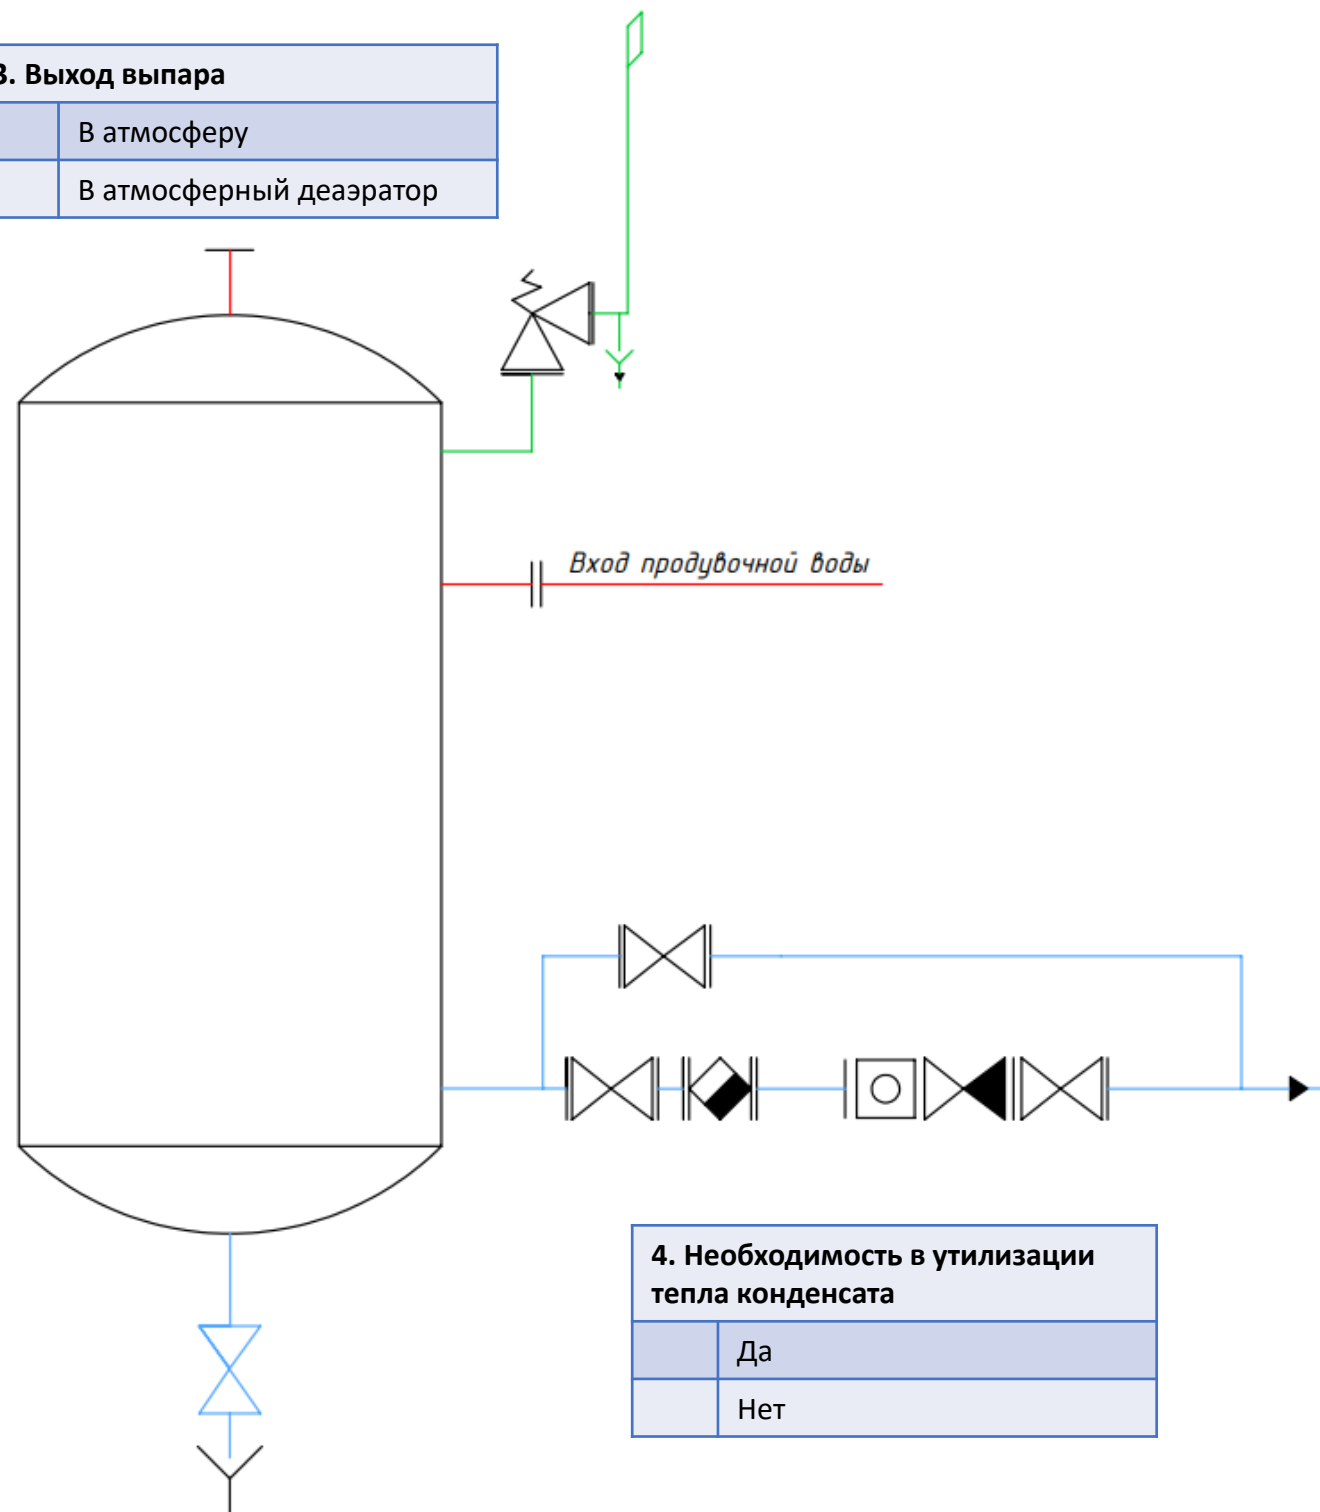 3. Выход выпара
В атмосферу
В атмосферный деаэратор
Вход продувочной воды
4. Необходимость в утилизации
тепла конденсата
Да
Нет